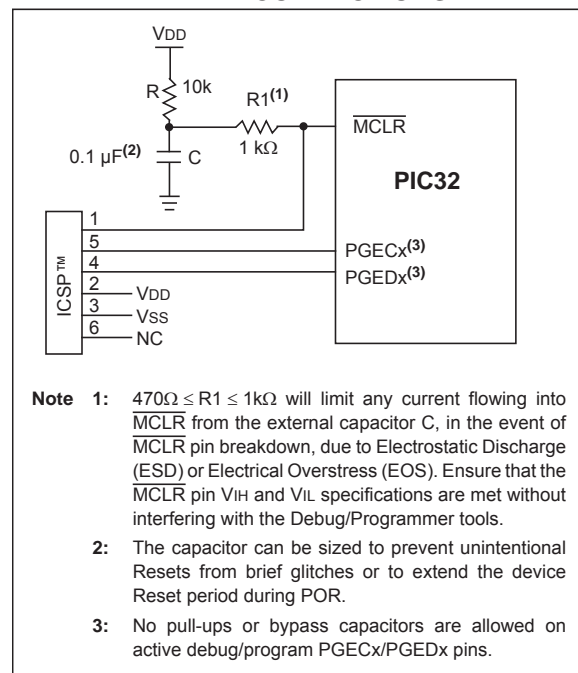 VDD
R 10k
R1(1)
1 kΩ
0.1 µF(2) C
MCLR
PIC32
PGECx(3)
PGEDx(3)
ICSP™
1
5
4
2 VDD
3 VSS
6 NC
Note 1: 470Ω ≤ R1 ≤ 1kΩ will limit any current flowing into
MCLR from the external capacitor C, in the event of
MCLR pin breakdown, due to Electrostatic Discharge
(ESD) or Electrical Overstress (EOS). Ensure that the
MCLR pin VIH and VIL specifications are met without
interfering with the Debug/Programmer tools.
2: The capacitor can be sized to prevent unintentional
Resets from brief glitches or to extend the device
Reset period during POR.
3: No pull-ups or bypass capacitors are allowed on
active debug/program PGECx/PGEDx pins.